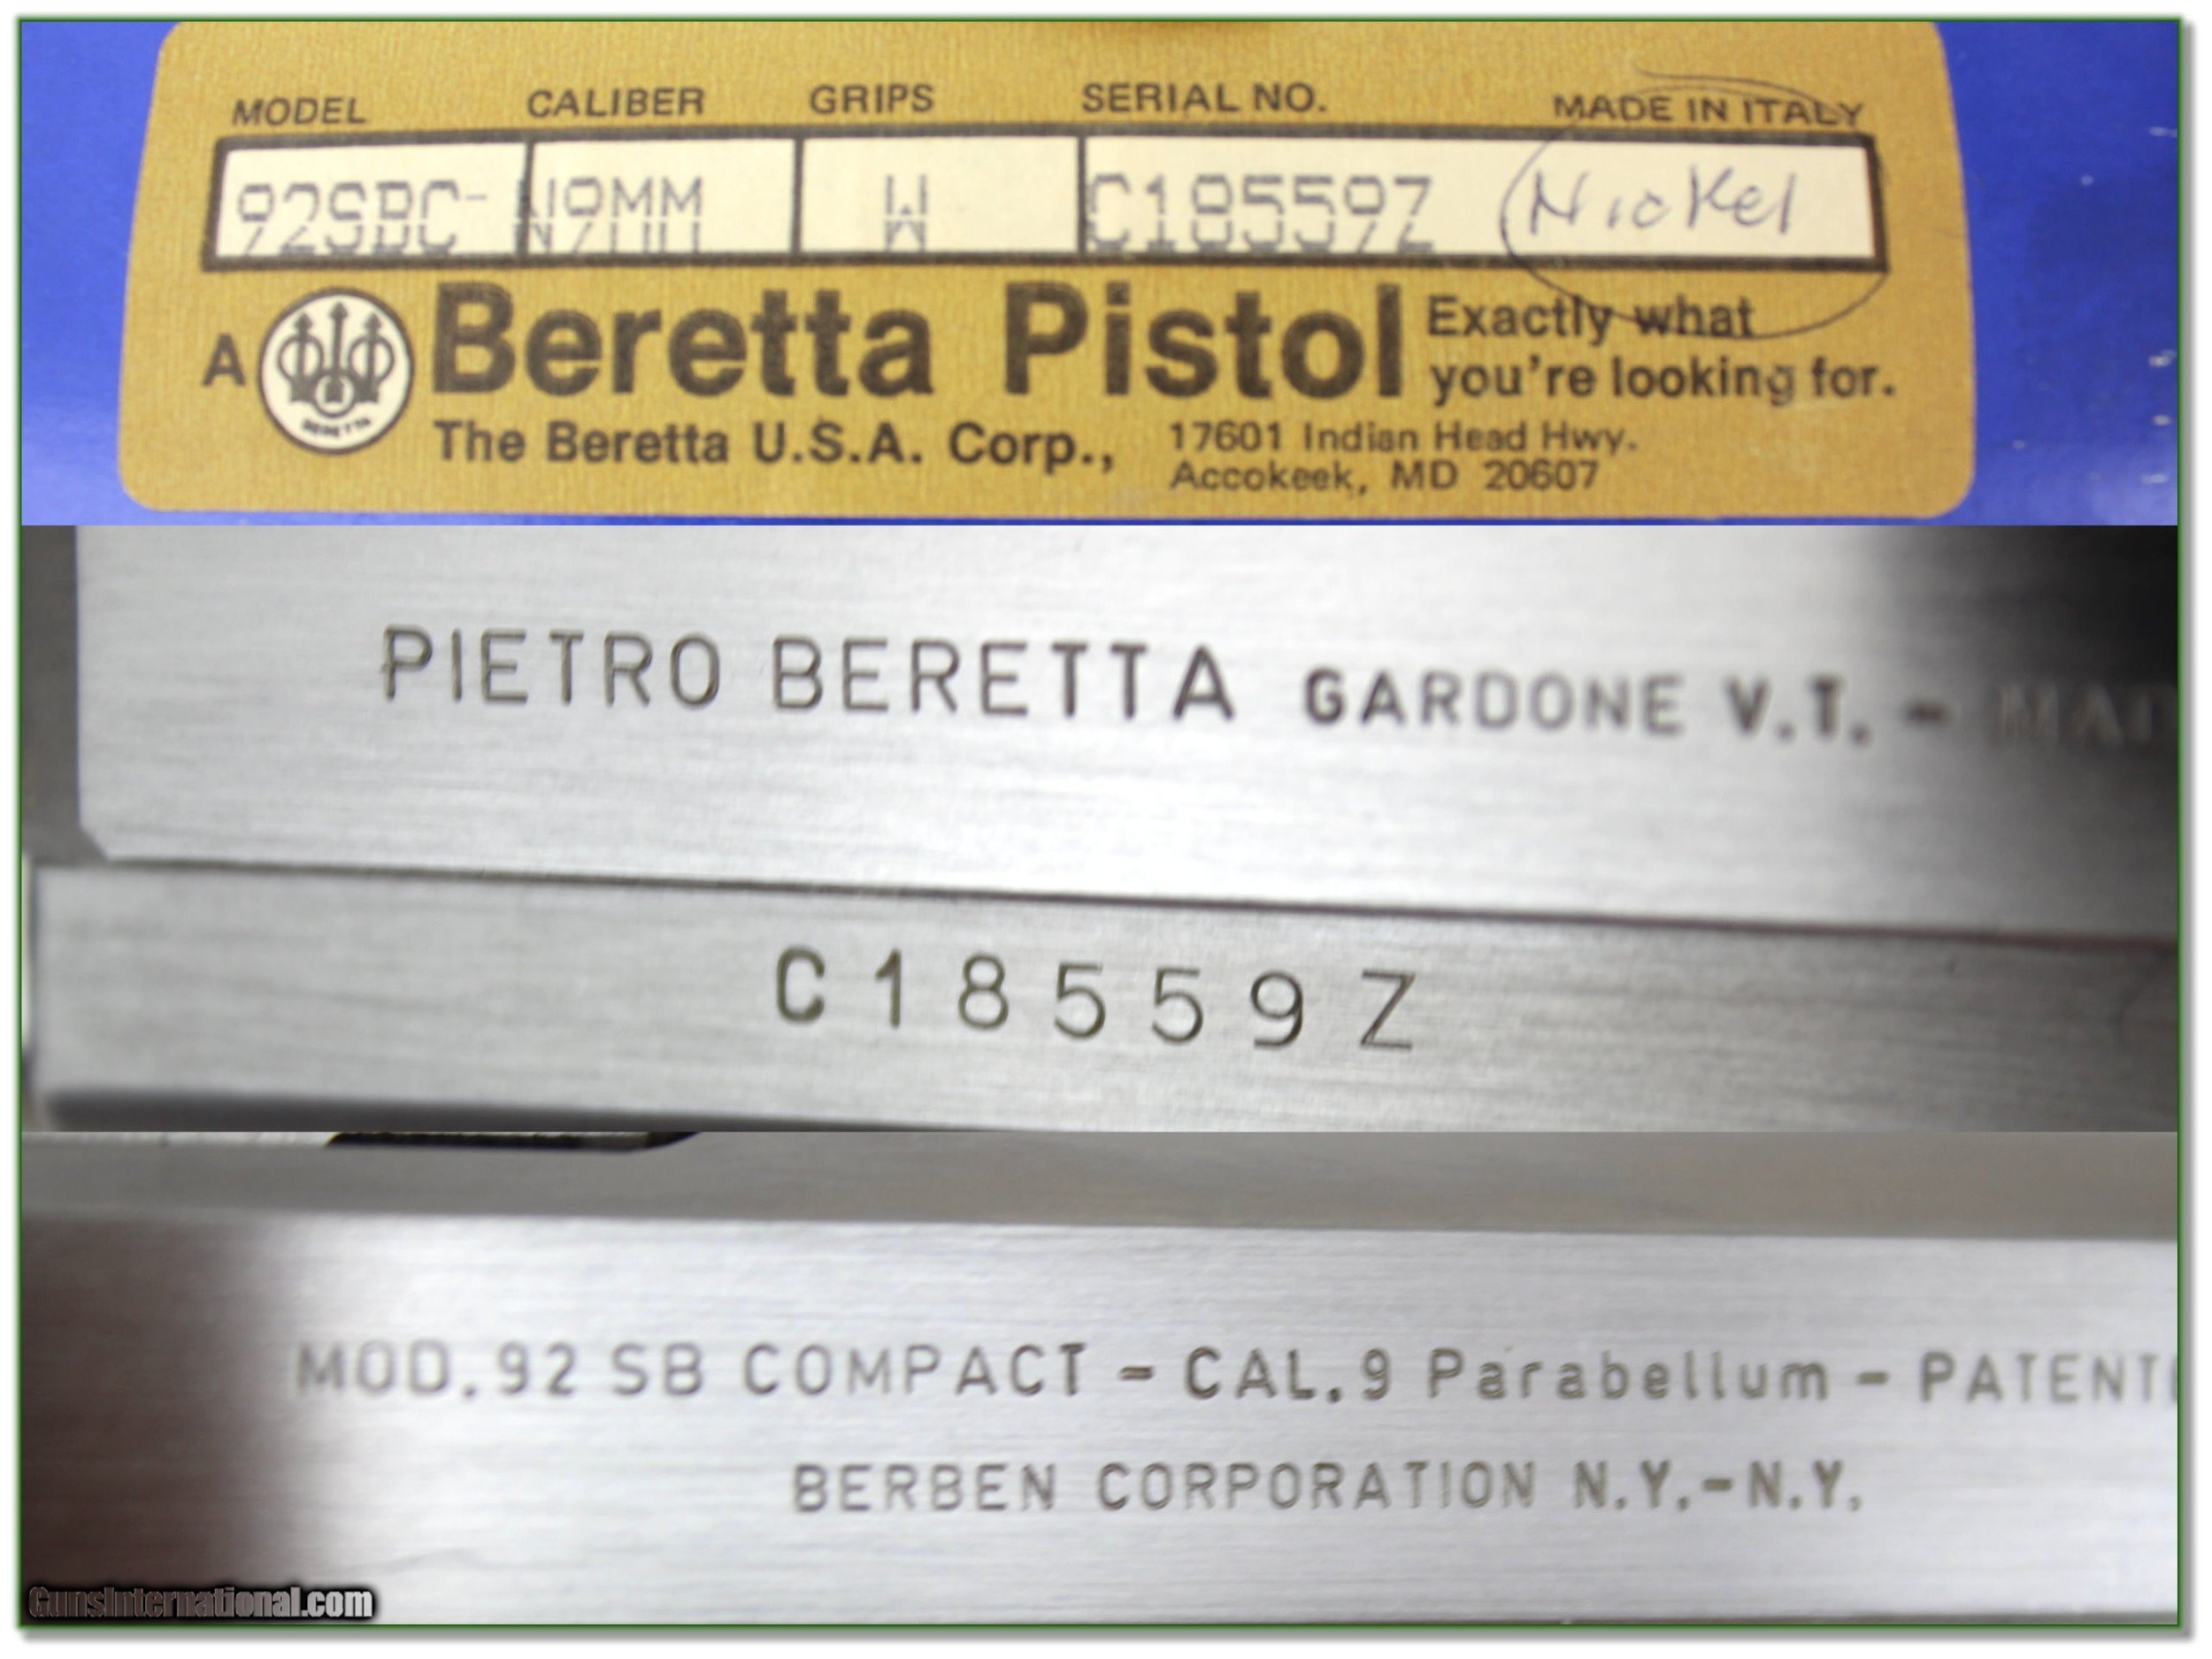 MODEL CALIBER GRIPS SERIAL NO. MADE IN ITALY
92SBC-N9MM W C18559Z Nickel
A Beretta Pistol Exactly what
you're looking for.
BERETTA
The Beretta U.S.A. Corp., 17601 Indian Head Hwy.
Accokeek, MD 20607
PIETRO BERETTA GARDONE V.T. -
C18559Z
MOD. 92 SB COMPACT - CAL. 9 Parabellum - PATENT
BERBEN CORPORATION N.Y.-N.Y.
GunsInternational.com